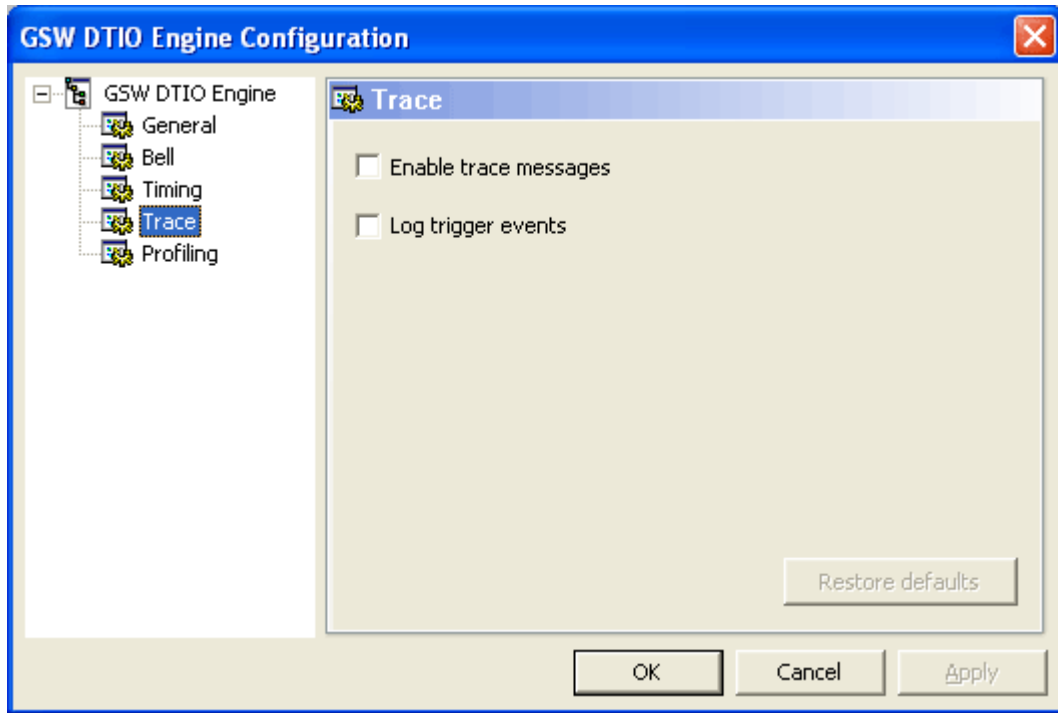 GSW DTIO Engine Configuration
GSW DTIO Engine
General
Bell
Timing
Trace
Profiling
Trace
Enable trace messages
Log trigger events
Restore defaults
OK
Cancel
Apply